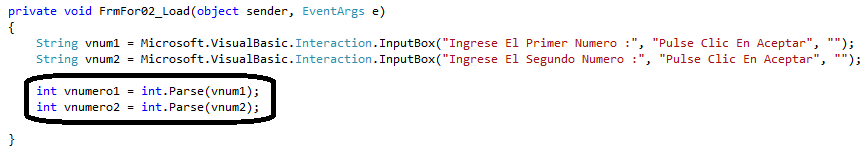 private void FrmFor02_Load(object sender, EventArgs e)
{
String vnum1 = Microsoft.VisualBasic.Interaction.InputBox("Ingrese El Primer Numero :", "Pulse Clic En Aceptar", "");
String vnum2 = Microsoft.VisualBasic.Interaction.InputBox("Ingrese El Segundo Numero :", "Pulse Clic En Aceptar", "");
int vnumero1 = int.Parse(vnum1);
int vnumero2 = int.Parse(vnum2);
}